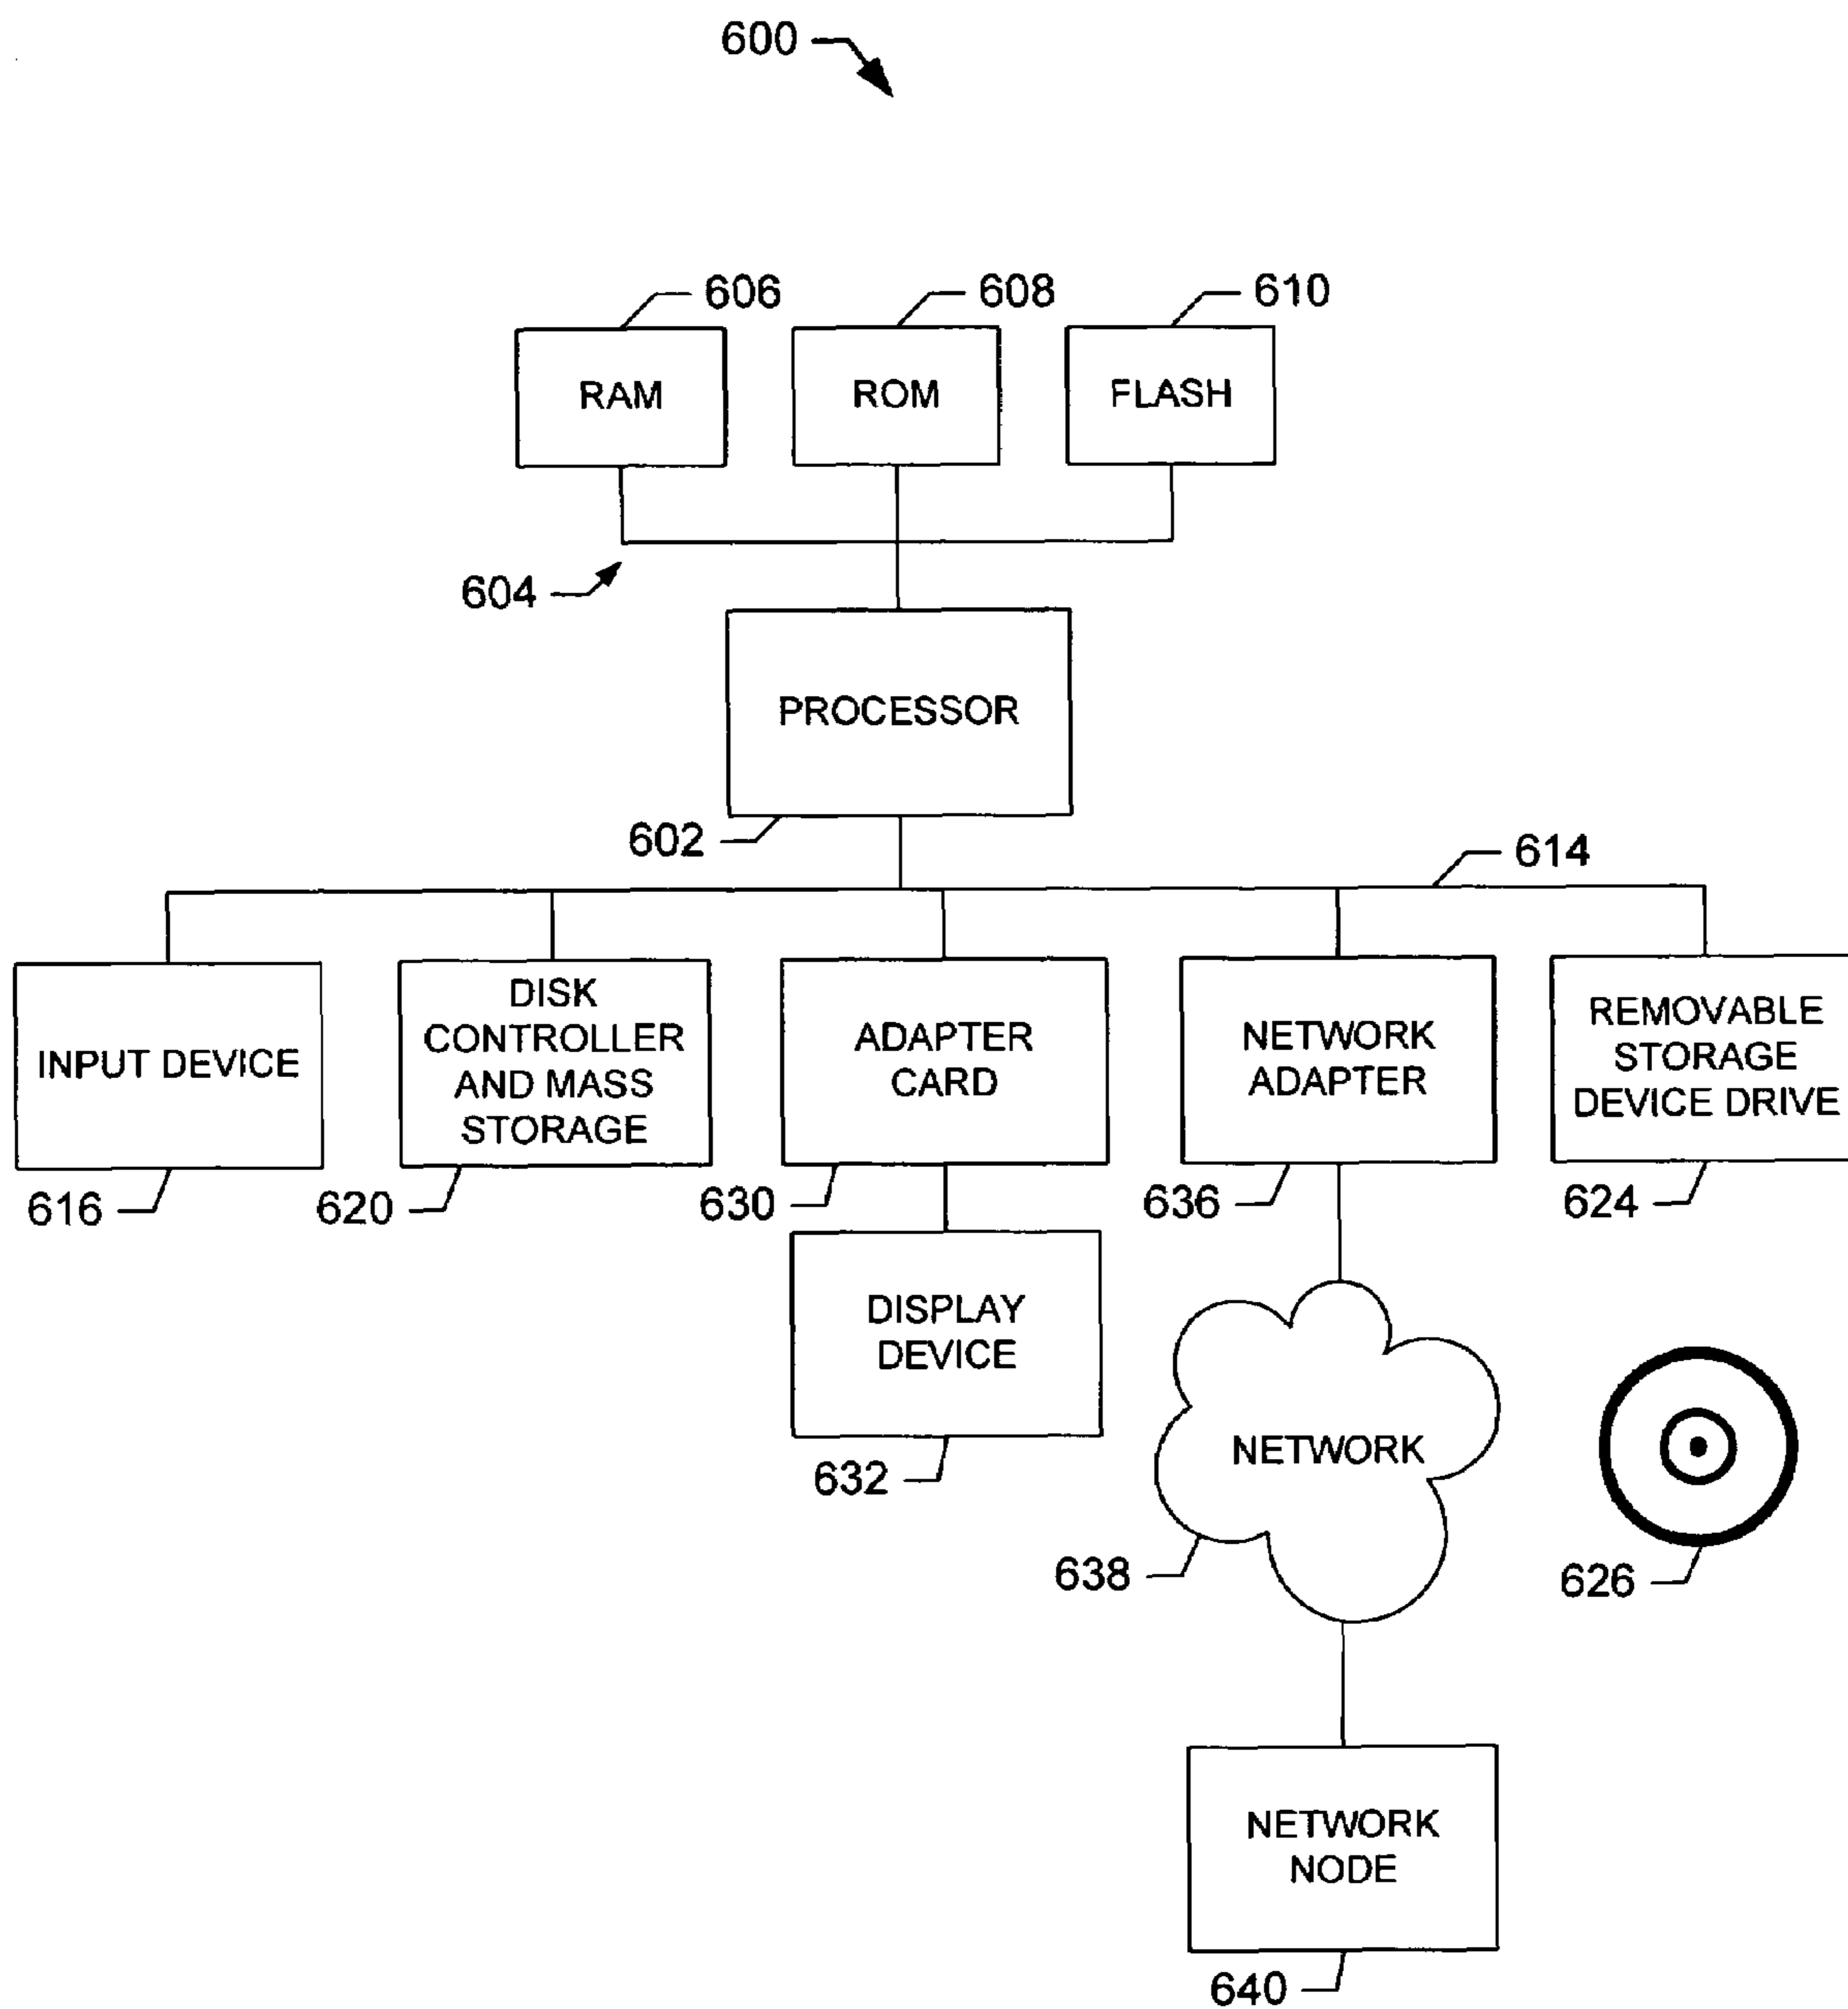 600
606
608
610
RAM
ROM
FLASH
604
PROCESSOR
602
614
INPUT DEVICE
DISK
CONTROLLER
AND MASS
STORAGE
ADAPTER
CARD
NETWORK
ADAPTER
REMOVABLE
STORAGE
DEVICE DRIVE
616
620
630
636
624
DISPLAY
DEVICE
632
NETWORK
638
626
NETWORK
NODE
640